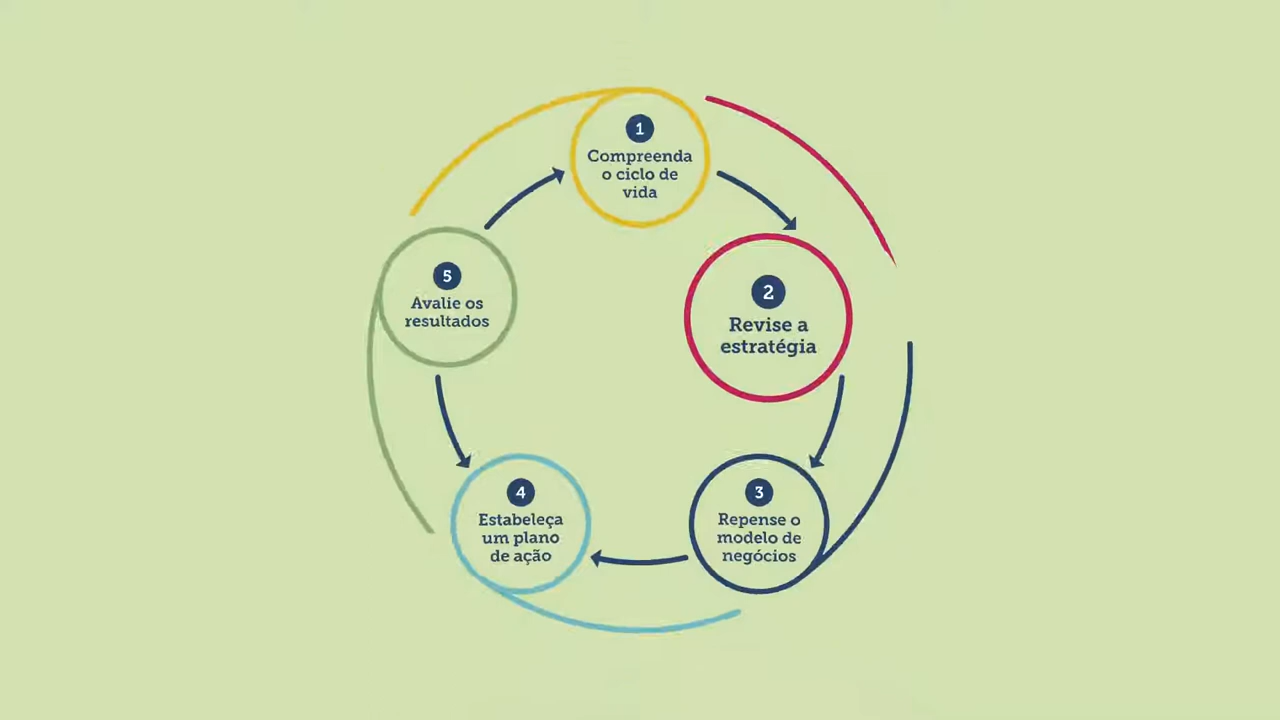 1
Compreenda
o ciclo de
vida
2
Revise a
estratégia
3
Repense o
modelo de
negócios
4
Estabeleça
um plano
de ação
5
Avalie os
resultados